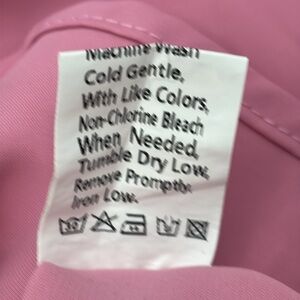 Machine Wash
Cold Gentle,
With Like Colors,
Non-Chlorine Bleach
When Needed,
Tumble Dry Low,
Remove Promptly.
Iron Low.